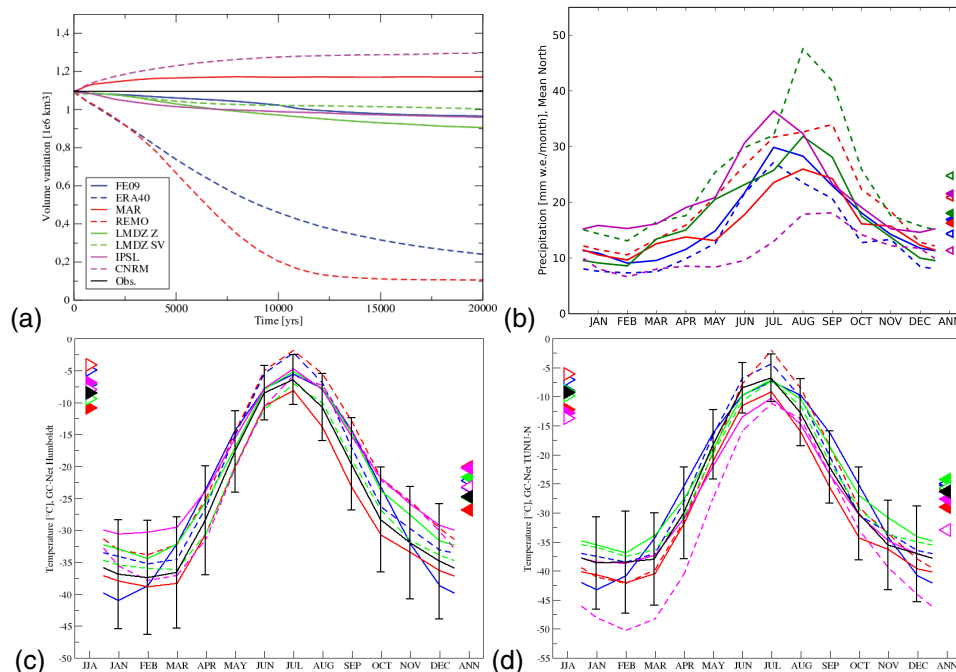 (a)
Volume variation [1e6 km3]
1,4
1,2
1
0,8
0,6
0,4
0,2
0
0 5000 10000 15000 20000
Time [yrs]
FE09
ERA40
MAR
REMO
LMDZ Z
LMDZ SV
IPSL
CNRM
Obs.
(b)
Precipitation [mm w.e./month], Mean North
50
40
30
20
10
0
JAN FEB MAR APR MAY JUN JUL AUG SEP OCT NOV DEC ANN
(c)
Temperature [°C], GC-Net Humboldt
0
-5
-10
-15
-20
-25
-30
-35
-40
-45
-50
JJA JAN FEB MAR APR MAY JUN JUL AUG SEP OCT NOV DEC ANN
(d)
Temperature [°C], GC-Net TUNU-N
0
-5
-10
-15
-20
-25
-30
-35
-40
-45
-50
-55
JJA JAN FEB MAR APR MAY JUN JUL AUG SEP OCT NOV DEC ANN